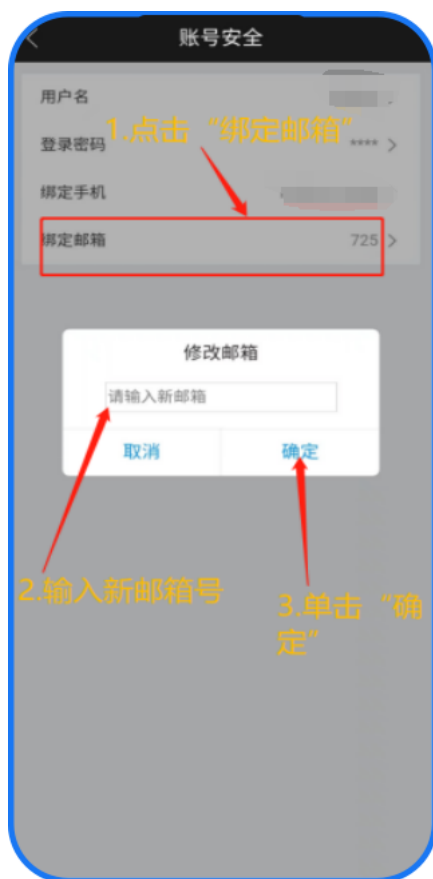 账号安全
用户名
1.点击“绑定邮箱”
登录密码 **** >
绑定手机
绑定邮箱 725 >
修改邮箱
请输入新邮箱
取消 确定
2.输入新邮箱号
3.单击“确
定”